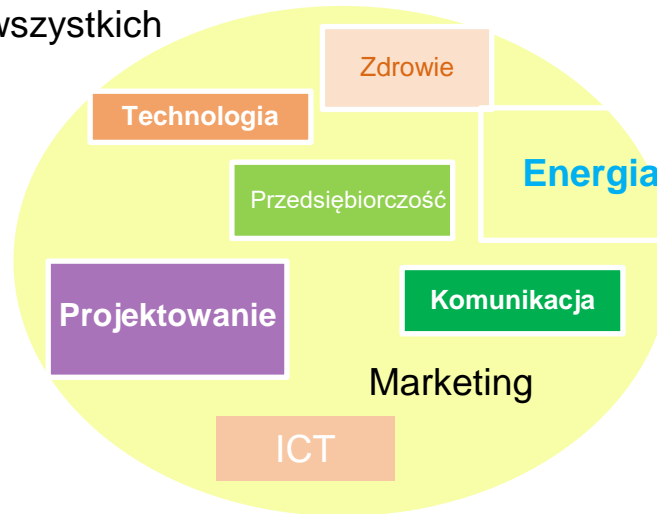 wszystkich
Zdrowie
Technologia
Energia
Przedsiębiorczość
Komunikacja
Projektowanie
Marketing
ICT